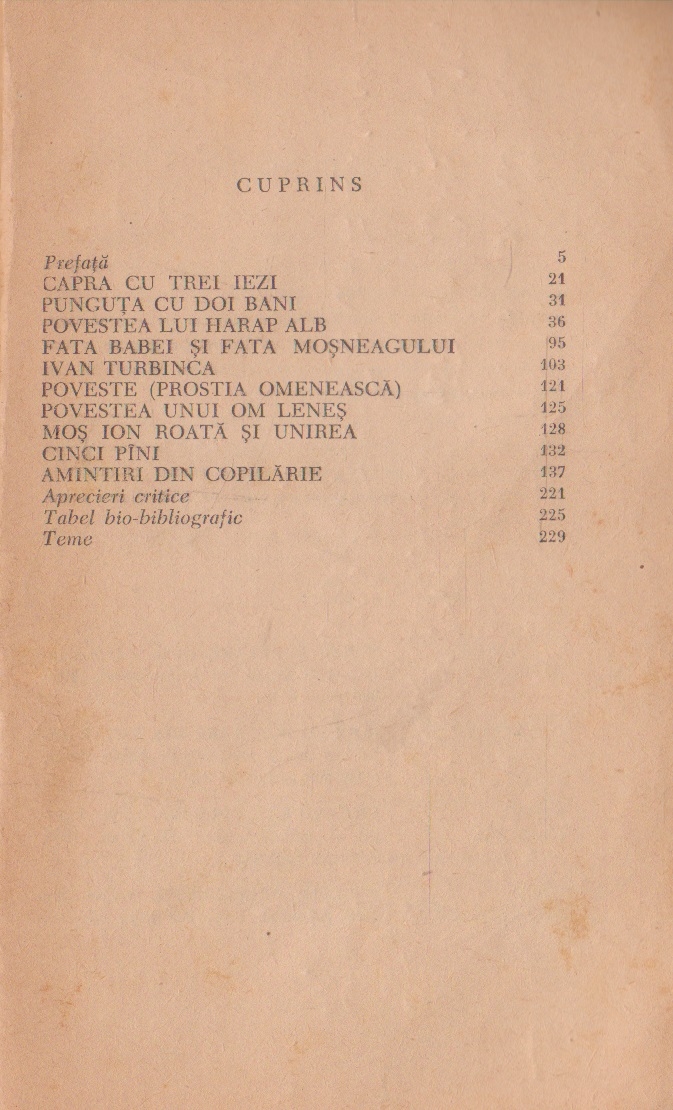 CUPRINS
Prefață 5
CAPRA CU TREI IEZI 21
PUNGUȚA CU DOI BANI 31
POVESTEA LUI HARAP ALB 36
FATA BABEI ȘI FATA MOȘNEAGULUI 95
IVAN TURBINCA 103
POVESTE (PROSTIA OMENEASCĂ) 121
POVESTEA UNUI OM LENEȘ 125
MOȘ ION ROATĂ ȘI UNIREA 128
CINCI PÎNI 132
AMINTIRI DIN COPILĂRIE 137
Aprecieri critice 221
Tabel bio-bibliografic 225
Teme 229